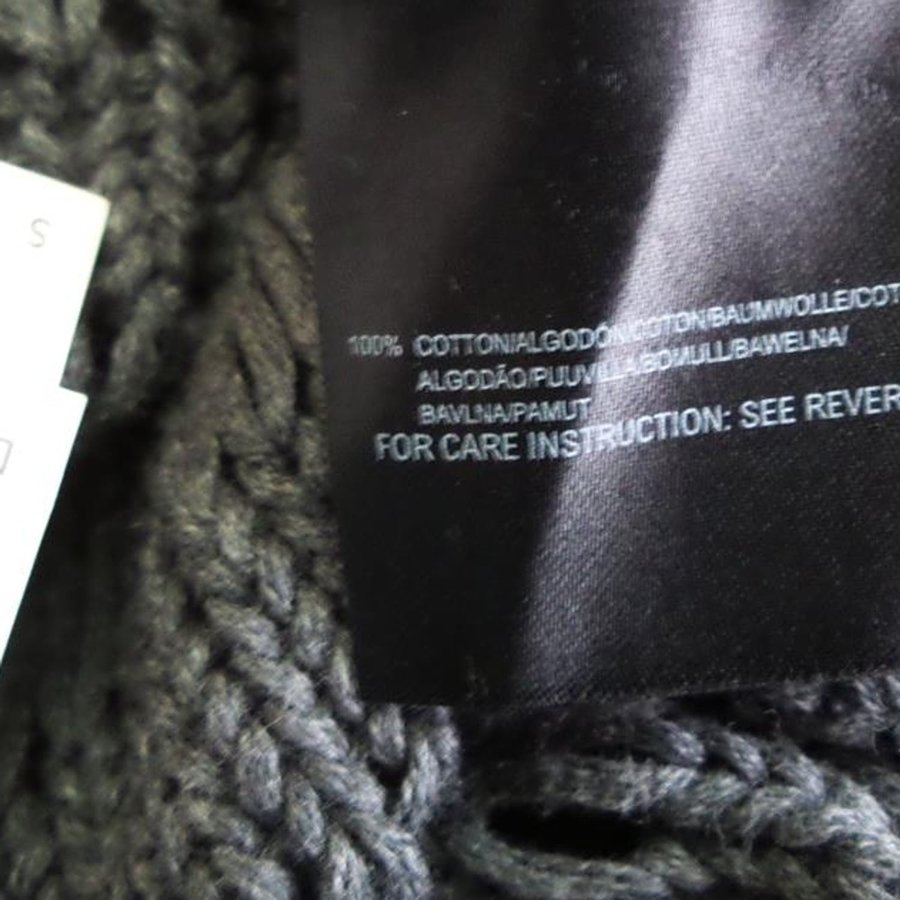 S
100% COTTON/ALGODÓN/COTON/BAUMWOLLE/COT
ALGODÃO/PUUVILLA/BOMULL/BAWELNA/
BAVLNA/PAMUT
FOR CARE INSTRUCTION: SEE REVER